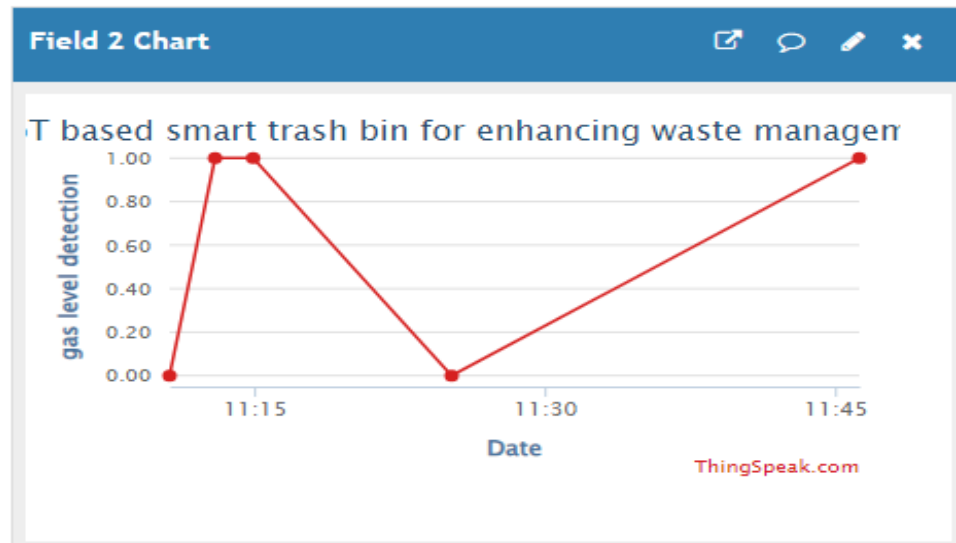 Field 2 Chart
T based smart trash bin for enhancing waste managem
gas level detection
1.00
0.80
0.60
0.40
0.20
0.00
11:15 11:30 11:45
Date
ThingSpeak.com